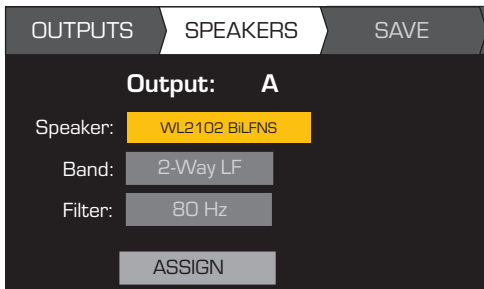 OUTPUTS SPEAKERS SAVE
Output: A
Speaker: WL2102 BiLFNS
Band: 2-Way LF
Filter: 80 Hz
ASSIGN